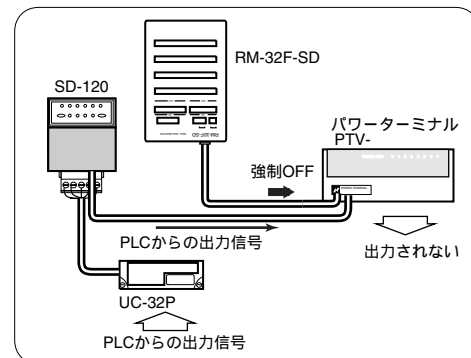 RM-32F-SD
SD-120
パワーターミナル
PTV-
強制OFF
PLCからの出力信号
出力されない
UC-32P
PLCからの出力信号